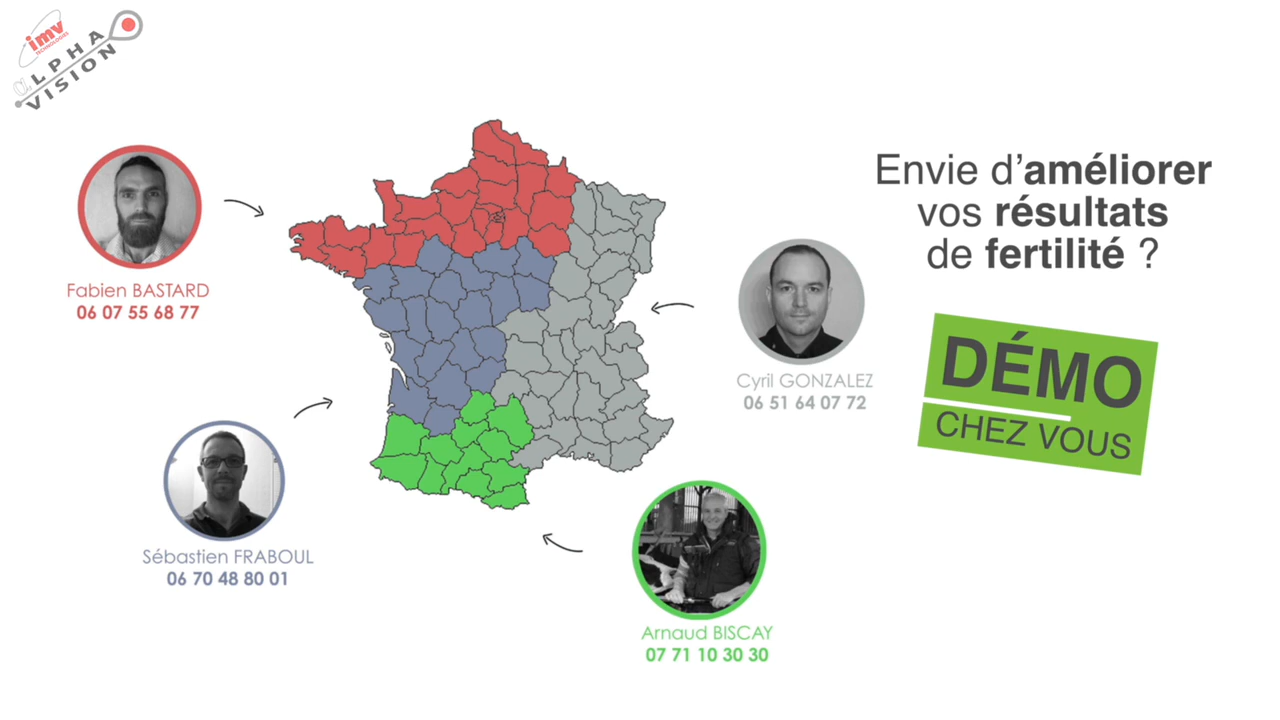 imv
TECHNOLOGIES
αLPHA
VISION
Envie d'améliorer
vos résultats
de fertilité ?
Fabien BASTARD
06 07 55 68 77
Cyril GONZALEZ
06 51 64 07 72
DÉMO
CHEZ VOUS
Sébastien FRABOUL
06 70 48 80 01
Arnaud BISCAY
07 71 10 30 30